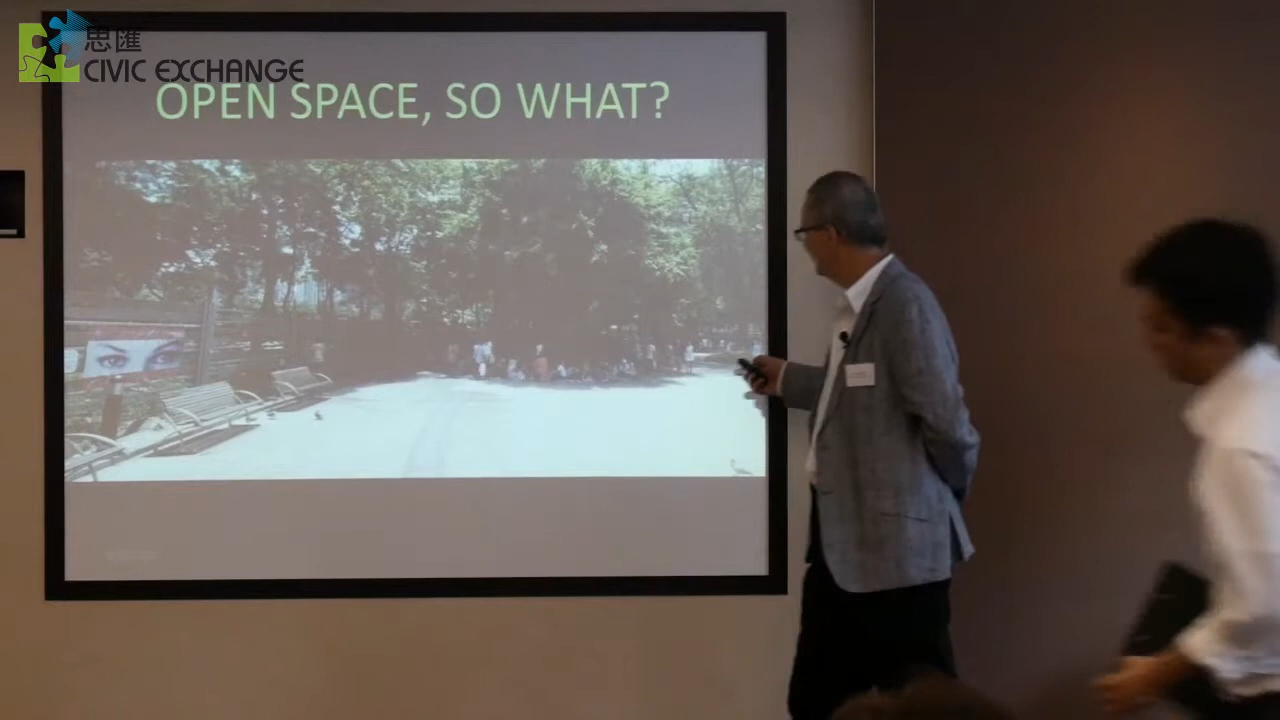 思匯
CIVIC EXCHANGE
OPEN SPACE, SO WHAT?